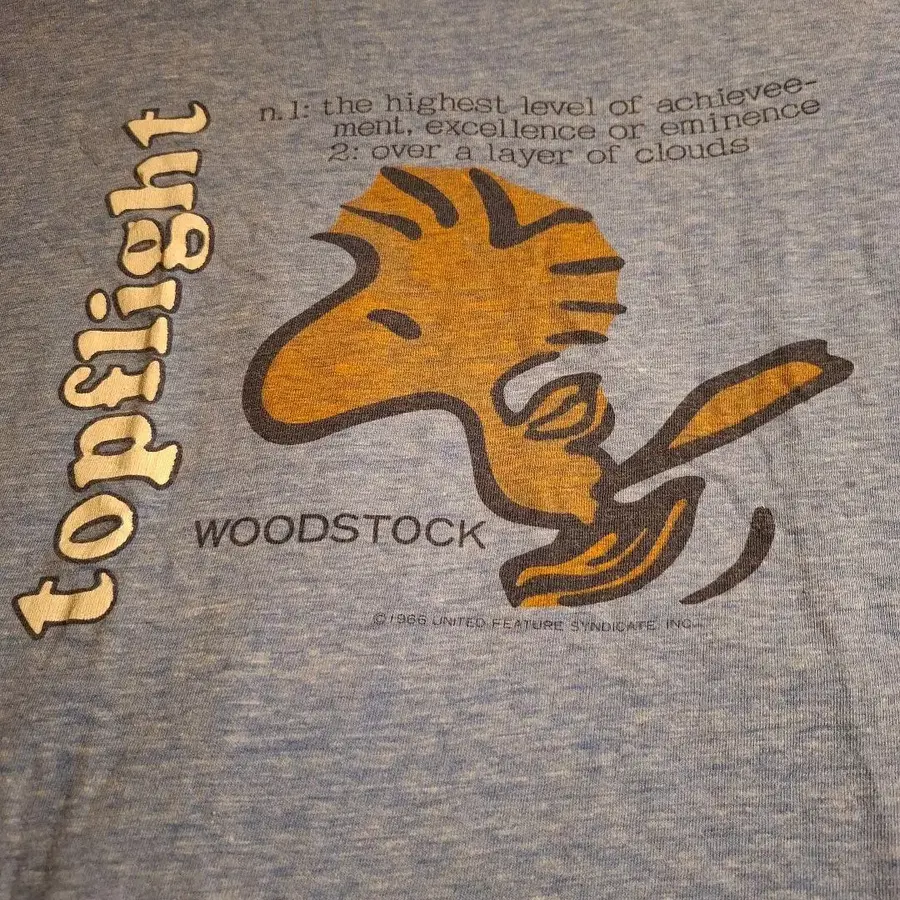 topflight
n. 1: the highest level of achievee-
ment, excellence or eminence
2: over a layer of clouds
WOODSTOCK
©1966 UNITED FEATURE SYNDICATE, INC.